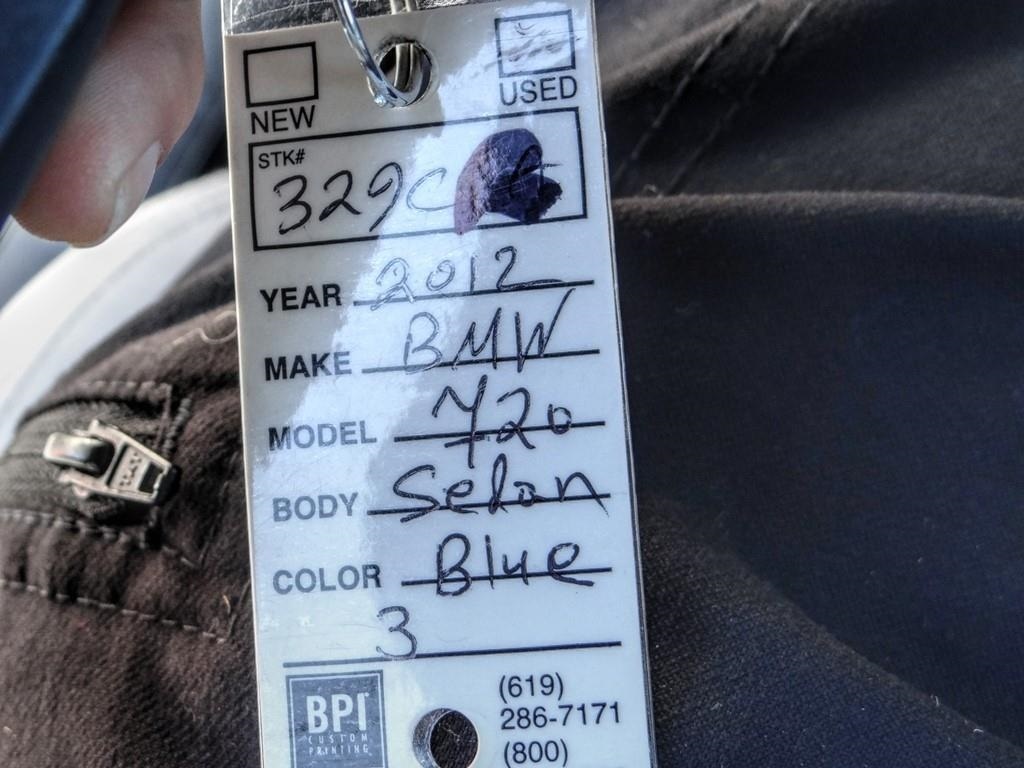 NEW USED
STK#
329C
YEAR 2012
MAKE BMW
MODEL 720
BODY Sedan
COLOR Blue
3
BPI
CUSTOM
PRINTING
(619)
286-7171
(800)